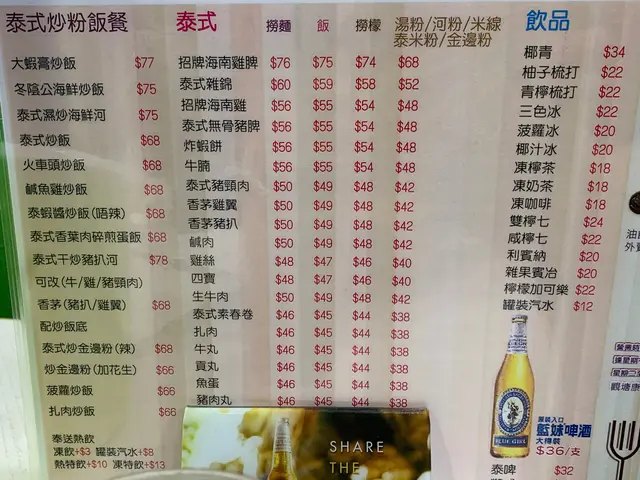 泰式炒粉飯餐
大蝦膏炒飯 $77
冬陰公海鮮炒飯 $75
泰式濕炒海鮮河 $75
泰式炒飯 $68
火車頭炒飯 $68
鹹魚雞炒飯 $68
泰蝦醬炒飯(唔辣) $68
泰式香葉肉碎煎蛋飯 $68
泰式干炒豬扒河 $78
可改(牛/雞/豬頸肉)
香茅(豬扒/雞翼) $68
配炒飯底
泰式炒金邊粉(辣) $68
炒金邊粉(加花生) $66
菠蘿炒飯 $66
扎肉炒飯 $66
奉送熱飲
凍飲+$3 罐裝汽水+$8
熱特飲+$10 凍特飲+$13
泰式 撈麵 飯 撈檬 湯粉/河粉/米線
泰米粉/金邊粉
招牌海南雞脾 $76 $75 $74 $68
泰式雜錦 $60 $59 $58 $52
招牌海南雞 $56 $55 $54 $48
泰式無骨豬脾 $56 $55 $54 $48
炸蝦餅 $56 $55 $54 $48
牛腩 $56 $55 $54 $48
泰式豬頸肉 $50 $49 $48 $42
香茅雞翼 $50 $49 $48 $42
香茅豬扒 $50 $49 $48 $42
鹹肉 $50 $49 $48 $42
雞絲 $48 $47 $46 $40
四寶 $48 $47 $46 $40
生牛肉 $50 $49 $48 $42
泰式素春卷 $46 $45 $44 $38
扎肉 $46 $45 $44 $38
牛丸 $46 $45 $44 $38
貢丸 $46 $45 $44 $38
魚蛋 $46 $45 $44 $38
豬肉丸 $46 $45 $44 $38
飲品
椰青 $34
柚子梳打 $22
青檸梳打 $22
三色冰 $22
菠蘿冰 $20
椰汁冰 $20
凍檸茶 $18
凍奶茶 $18
凍咖啡 $18
雙檸七 $24
咸檸七 $22
利賓納 $20
雜果賓冶 $20
檸檬加可樂 $22
罐裝汽水 $12
原裝入口
藍妹啤酒
大樽裝
$36/支
泰啤 $32
SHARE
THE